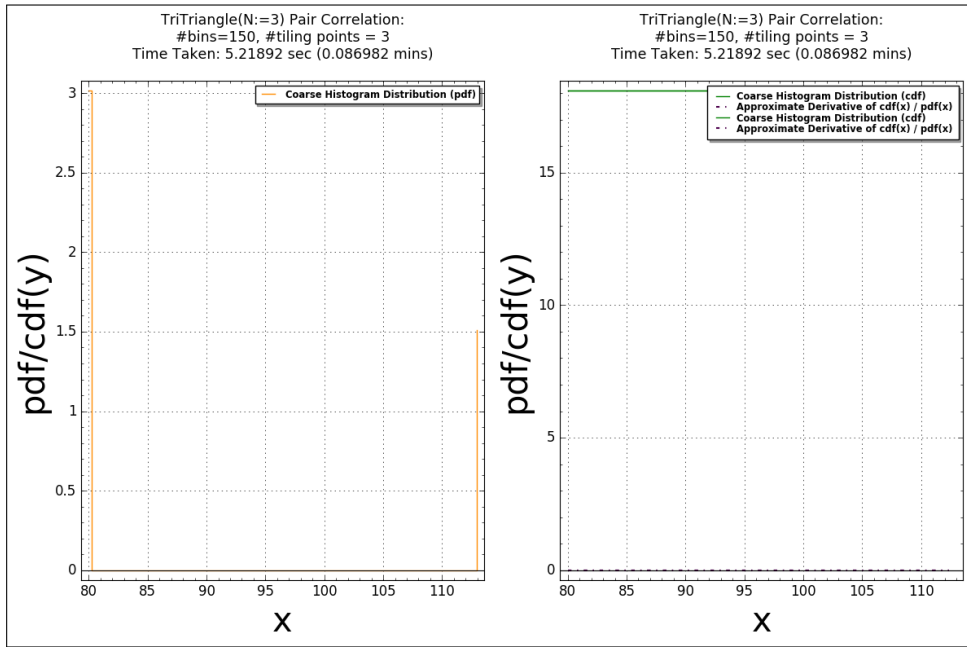 TriTriangle(N:=3) Pair Correlation:
#bins=150, #tiling points = 3
Time Taken: 5.21892 sec (0.086982 mins)
Coarse Histogram Distribution (pdf)
3
2.5
2
1.5
1
0.5
0
80
85
90
95
100
105
110
pdf/cdf(y)
x
TriTriangle(N:=3) Pair Correlation:
#bins=150, #tiling points = 3
Time Taken: 5.21892 sec (0.086982 mins)
Coarse Histogram Distribution (cdf)
Approximate Derivative of cdf(x) / pdf(x)
Coarse Histogram Distribution (cdf)
Approximate Derivative of cdf(x) / pdf(x)
15
10
5
0
80
85
90
95
100
105
110
pdf/cdf(y)
x